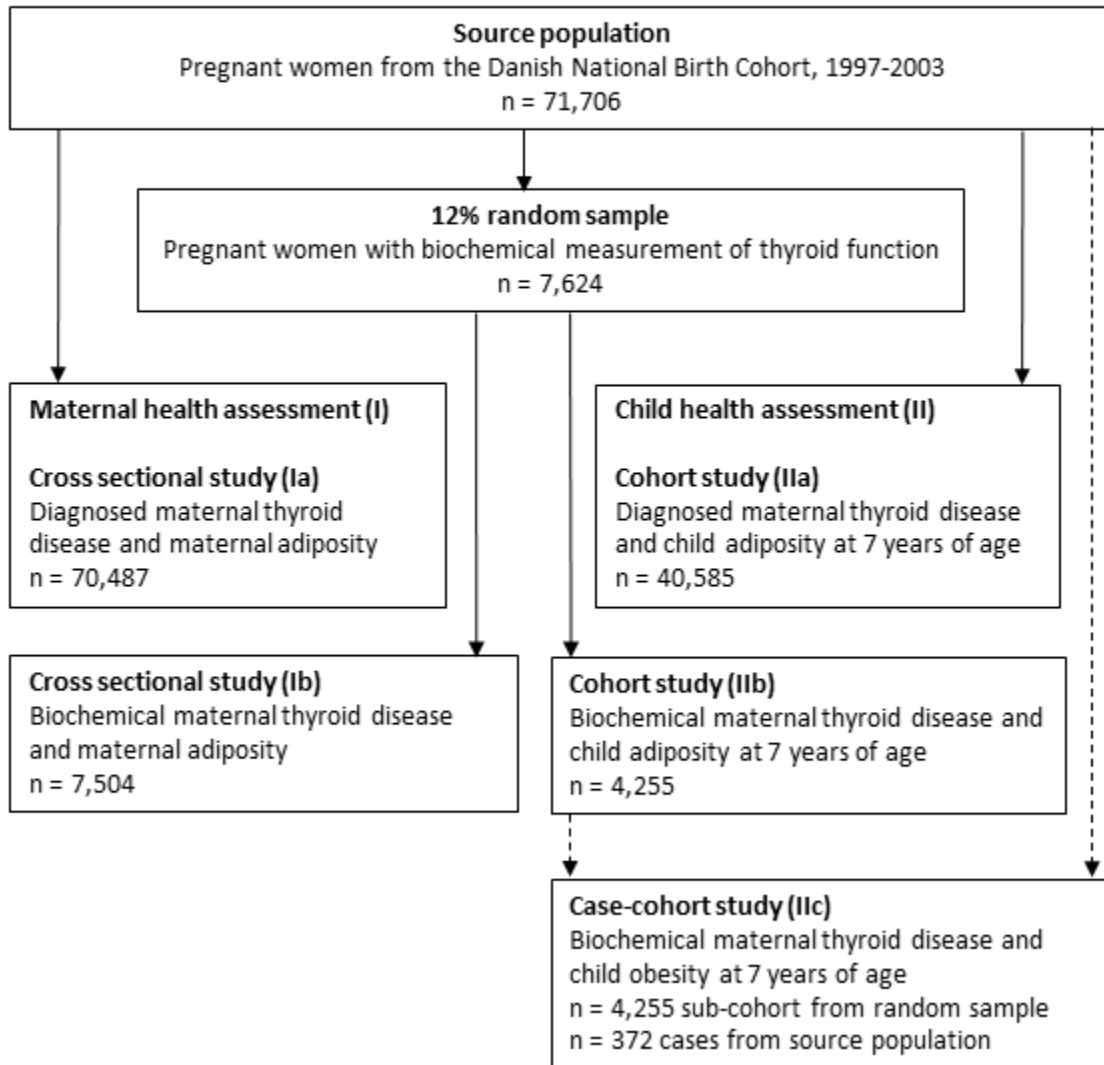 Source population
Pregnant women from the Danish National Birth Cohort, 1997-2003
n = 71,706
12% random sample
Pregnant women with biochemical measurement of thyroid function
n = 7,624
Maternal health assessment (I)
Cross sectional study (Ia)
Diagnosed maternal thyroid
disease and maternal adiposity
n = 70,487
Child health assessment (II)
Cohort study (IIa)
Diagnosed maternal thyroid disease
and child adiposity at 7 years of age
n = 40,585
Cross sectional study (Ib)
Biochemical maternal thyroid disease
and maternal adiposity
n = 7,504
Cohort study (IIb)
Biochemical maternal thyroid disease and
child adiposity at 7 years of age
n = 4,255
Case-cohort study (IIc)
Biochemical maternal thyroid disease and
child obesity at 7 years of age
n = 4,255 sub-cohort from random sample
n = 372 cases from source population